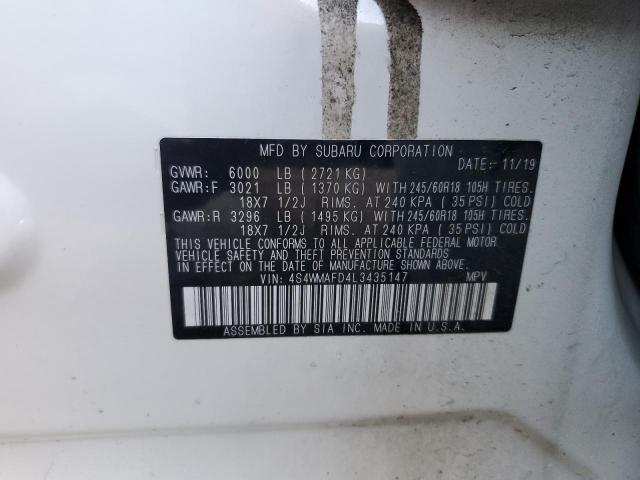 MFD BY SUBARU CORPORATION
DATE: 11/19
GVWR: 6000 LB ( 2721 KG)
GAWR:F 3021 LB ( 1370 KG) WITH 245/60R18 105H TIRES.
18X7 1/2J RIMS. AT 240 KPA ( 35 PSI) COLD
GAWR:R 3296 LB ( 1495 KG) WITH 245/60R18 105H TIRES.
18X7 1/2J RIMS. AT 240 KPA ( 35 PSI) COLD
THIS VEHICLE CONFORMS TO ALL APPLICABLE FEDERAL MOTOR
VEHICLE SAFETY AND THEFT PREVENTION STANDARDS
IN EFFECT ON THE DATE OF MANUFACTURE SHOWN ABOVE.
VIN: 4S4WMAFD4L3435147 MPV
ASSEMBLED BY SIA INC. MADE IN U.S.A.